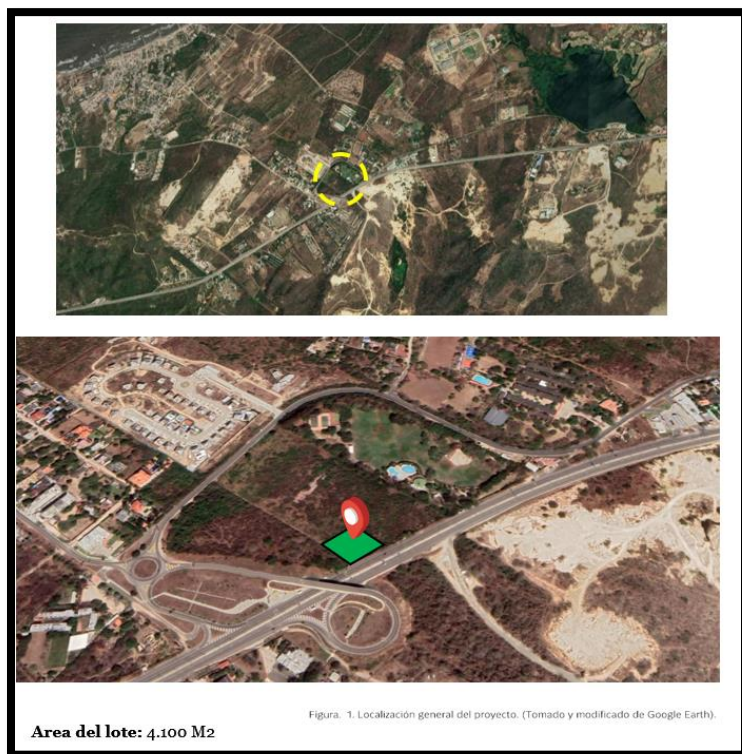 Figura. 1. Localización general del proyecto. (Tomado y modificado de Google Earth).
Area del lote: 4.100 M2